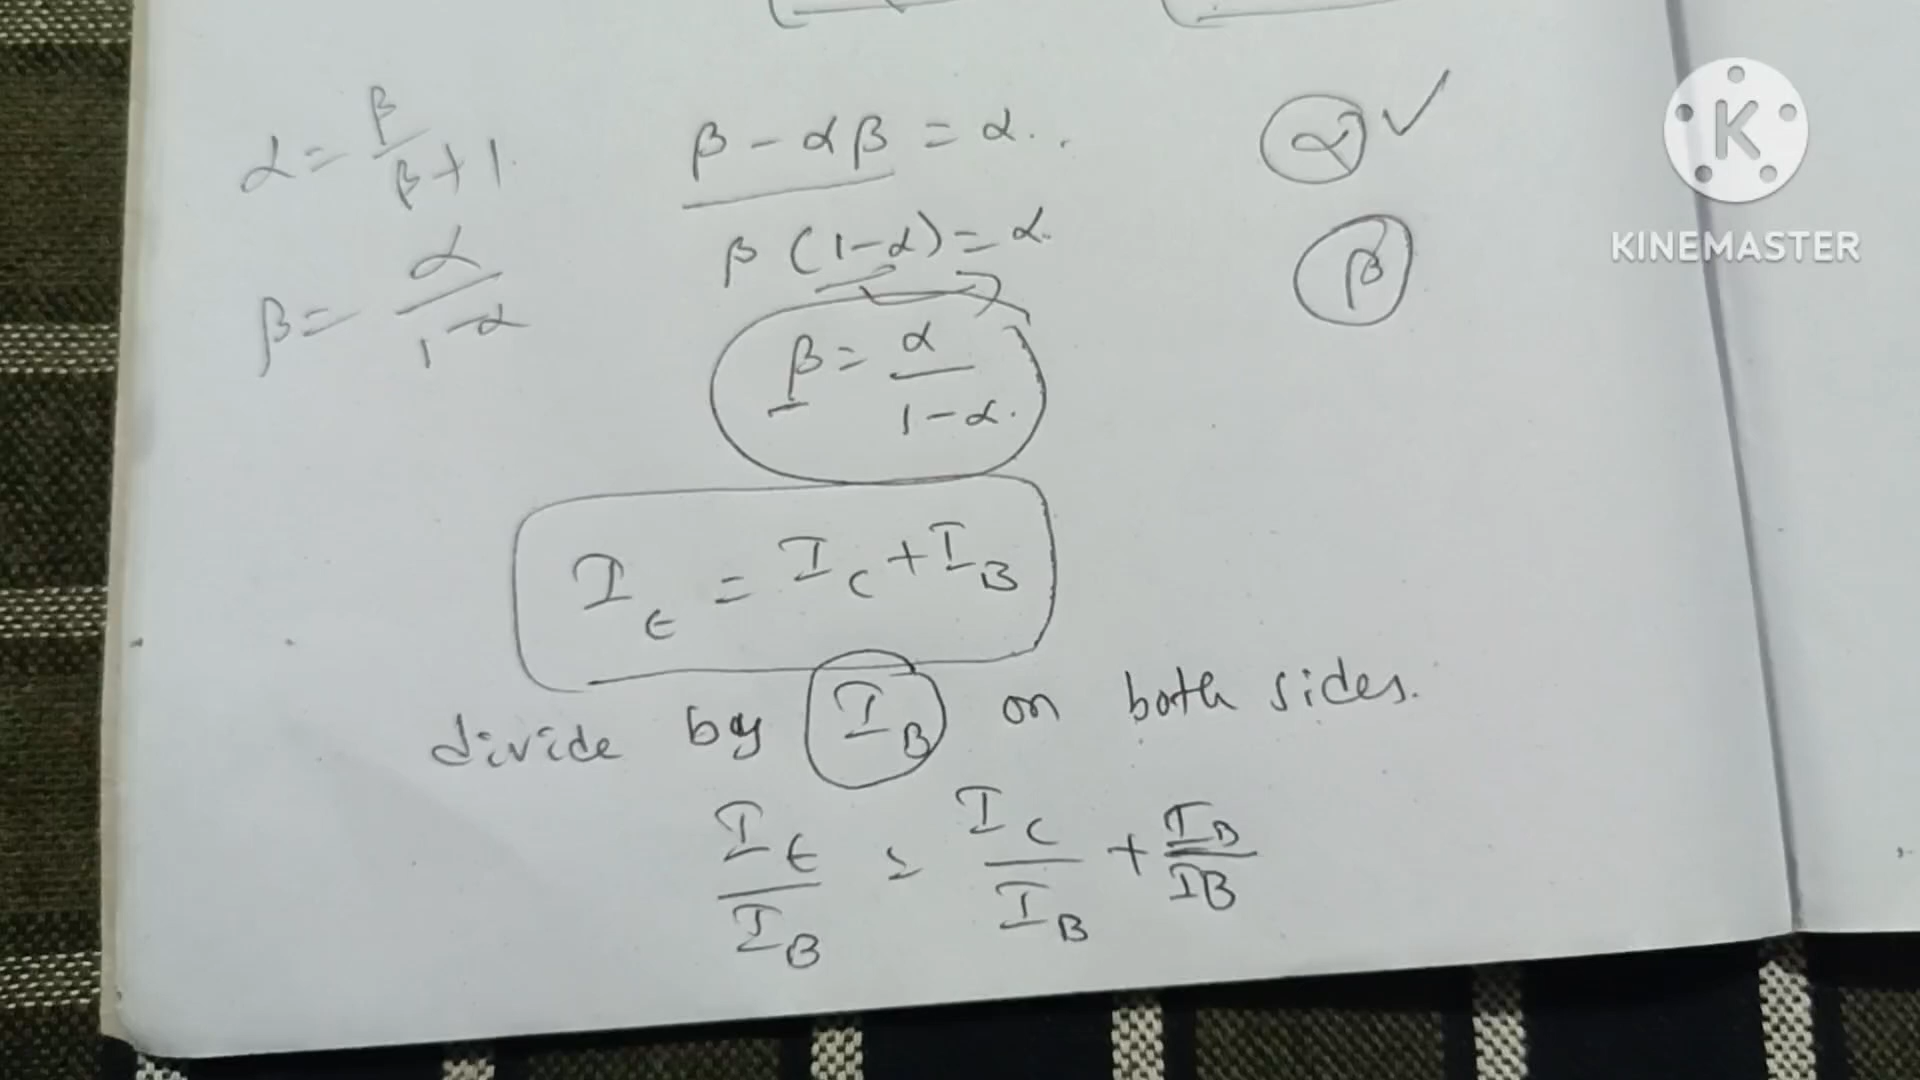 α = β / β + 1.
β = α / 1 - α
β - αβ = α.
β (1-α) = α.
β = α / 1 - α.
α ✓
β
I_E = I_C + I_B
divide by I_B on both sides.
I_E / I_B = I_C / I_B + I_B / I_B
K
KINEMASTER